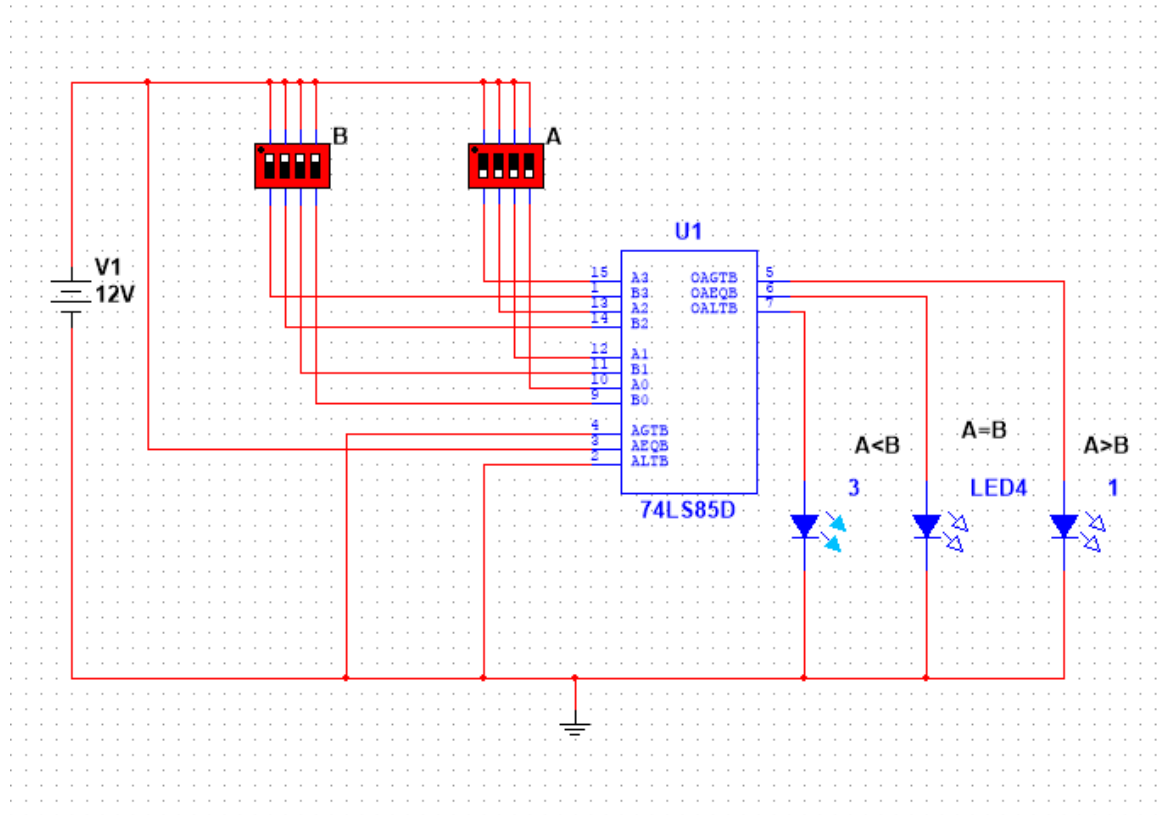 B
A
V1
12V
U1
15 A3 OAGTB 5
1 B3 OAEQB 6
13 A2 OALTB 7
14 B2
12 A1
11 B1
10 A0
9 B0
4 AGTB
3 AEQB
2 ALTB
74LS85D
A<B
A=B
A>B
3
LED4
1